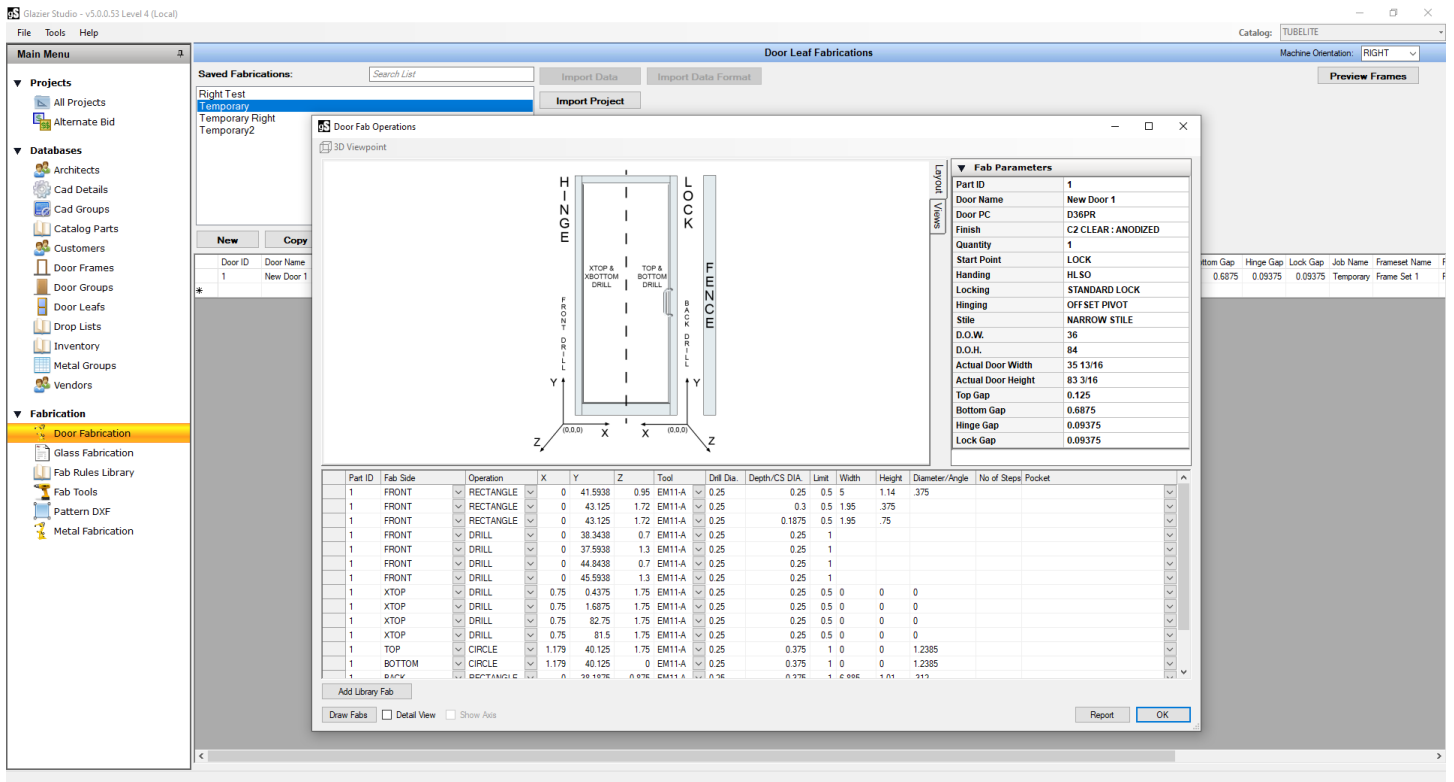 gS Glazier Studio - v5.0.0.53 Level 4 (Local)
File Tools Help
Catalog: TUBELITE
Main Menu
Door Leaf Fabrications
Machine Orientation: RIGHT
Projects
All Projects
Alternate Bid
Databases
Architects
Cad Details
Cad Groups
Catalog Parts
Customers
Door Frames
Door Groups
Door Leafs
Drop Lists
Inventory
Metal Groups
Vendors
Fabrication
Door Fabrication
Glass Fabrication
Fab Rules Library
Fab Tools
Pattern DXF
Metal Fabrication
Saved Fabrications:
Search List
Import Data
Import Data Format
Preview Frames
Import Project
Right Test
Temporary
Temporary Right
Temporary2
New
Copy
Door ID Door Name
1 New Door 1
ttom Gap Hinge Gap Lock Gap Job Name Frameset Name
0.6875 0.09375 0.09375 Temporary Frame Set 1
gS Door Fab Operations
3D Viewpoint
HINGE
LOCK
FENCE
XTOP &
XBOTTOM
DRILL
TOP &
BOTTOM
DRILL
FRONT DRILL
BACK DRILL
Y
Y
(0,0,0)
(0,0,0)
X
X
Z
Z
Layout
Views
Fab Parameters
Part ID 1
Door Name New Door 1
Door PC D36PR
Finish C2 CLEAR : ANODIZED
Quantity 1
Start Point LOCK
Handing HLSO
Locking STANDARD LOCK
Hinging OFFSET PIVOT
Stile NARROW STILE
D.O.W. 36
D.O.H. 84
Actual Door Width 35 13/16
Actual Door Height 83 3/16
Top Gap 0.125
Bottom Gap 0.6875
Hinge Gap 0.09375
Lock Gap 0.09375
Part ID Fab Side Operation X Y Z Tool Drill Dia. Depth/CS DIA. Limit Width Height Diameter/Angle No of Steps Pocket
1 FRONT RECTANGLE 0 41.5938 0.95 EM11-A 0.25 0.25 0.5 5 1.14 .375
1 FRONT RECTANGLE 0 43.125 1.72 EM11-A 0.25 0.3 0.5 1.95 .375
1 FRONT RECTANGLE 0 43.125 1.72 EM11-A 0.25 0.1875 0.5 1.95 .75
1 FRONT DRILL 0 38.3438 0.7 EM11-A 0.25 0.25 1
1 FRONT DRILL 0 37.5938 1.3 EM11-A 0.25 0.25 1
1 FRONT DRILL 0 44.8438 0.7 EM11-A 0.25 0.25 1
1 FRONT DRILL 0 45.5938 1.3 EM11-A 0.25 0.25 1
1 XTOP DRILL 0.75 0.4375 1.75 EM11-A 0.25 0.25 0.5 0 0 0
1 XTOP DRILL 0.75 1.6875 1.75 EM11-A 0.25 0.25 0.5 0 0 0
1 XTOP DRILL 0.75 82.75 1.75 EM11-A 0.25 0.25 0.5 0 0 0
1 XTOP DRILL 0.75 81.5 1.75 EM11-A 0.25 0.25 0.5 0 0 0
1 TOP CIRCLE 1.179 40.125 1.75 EM11-A 0.25 0.375 1 0 0 1.2385
1 BOTTOM CIRCLE 1.179 40.125 0 EM11-A 0.25 0.375 1 0 0 1.2385
1 BACK RECTANGLE 0 38.1875 0.875 EM11-A 0.25 0.375 1 6.885 1.01 .312
Add Library Fab
Draw Fabs Detail View Show Axis
Report OK